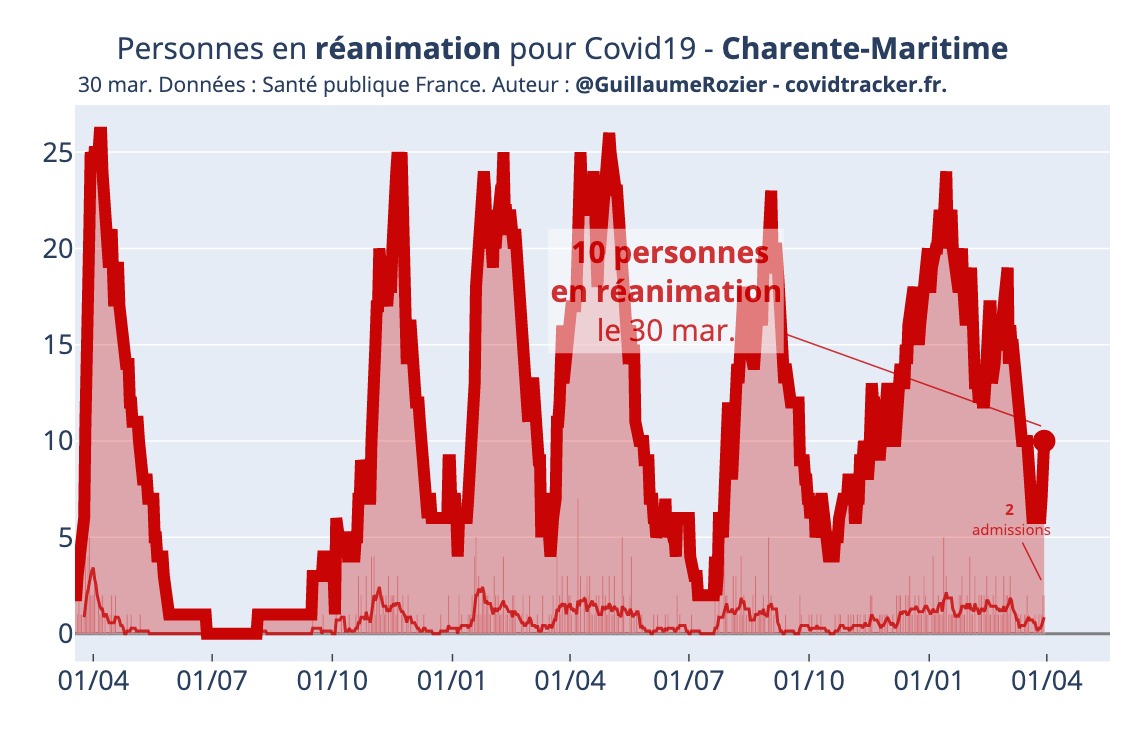 Personnes en réanimation pour Covid19 - Charente-Maritime
30 mar. Données : Santé publique France. Auteur : @GuillaumeRozier - covidtracker.fr.
25
20
15
10
5
0
10 personnes
en réanimation
le 30 mar.
2
admissions
01/04 01/07 01/10 01/01 01/04 01/07 01/10 01/01 01/04